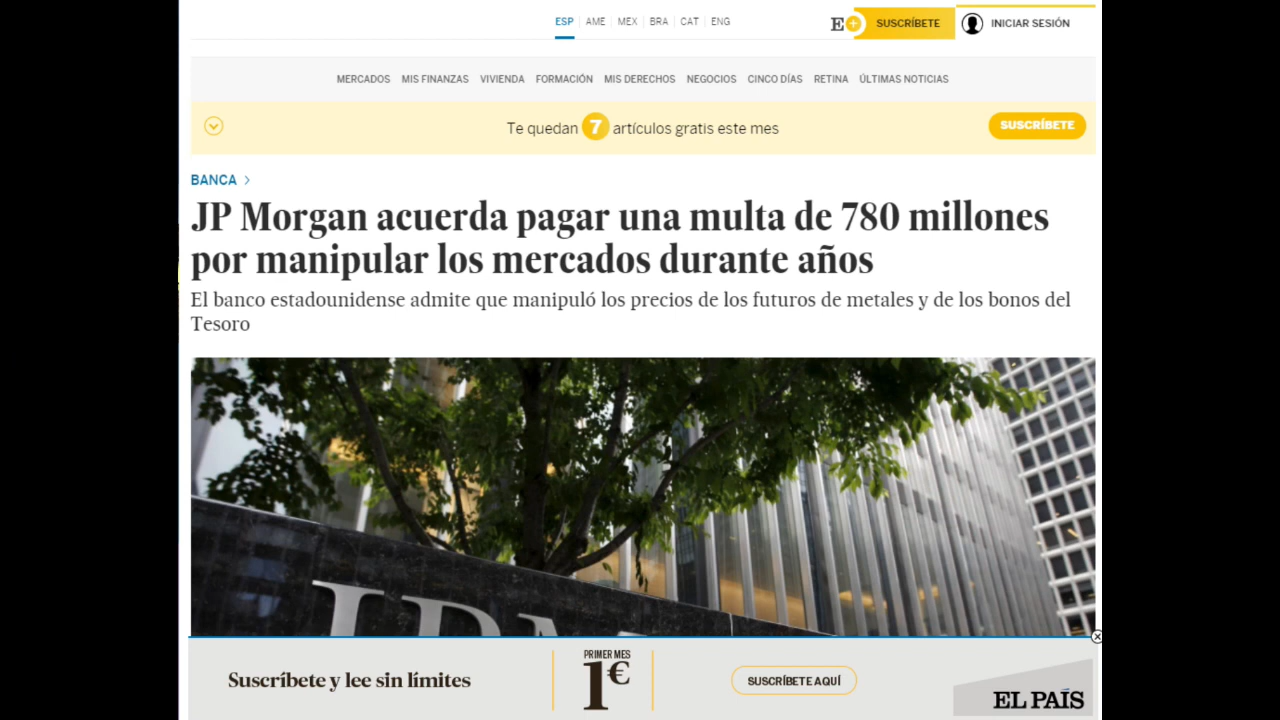 ESP AME MEX BRA CAT ENG
E+ SUSCRÍBETE INICIAR SESIÓN
MERCADOS MIS FINANZAS VIVIENDA FORMACIÓN MIS DERECHOS NEGOCIOS CINCO DÍAS RETINA ÚLTIMAS NOTICIAS
Te quedan 7 artículos gratis este mes SUSCRÍBETE
BANCA
JP Morgan acuerda pagar una multa de 780 millones
por manipular los mercados durante años
El banco estadounidense admite que manipuló los precios de los futuros de metales y de los bonos del
Tesoro
Suscríbete y lee sin límites
PRIMER MES
1€
SUSCRÍBETE AQUÍ
EL PAÍS